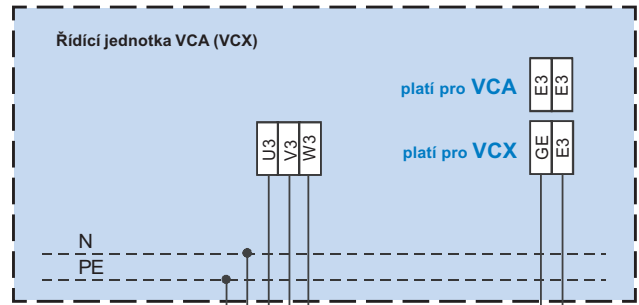 Řídící jednotka VCA (VCX)
platí pro VCA E3 E3
platí pro VCX GE E3
U3 V3 W3
N
PE